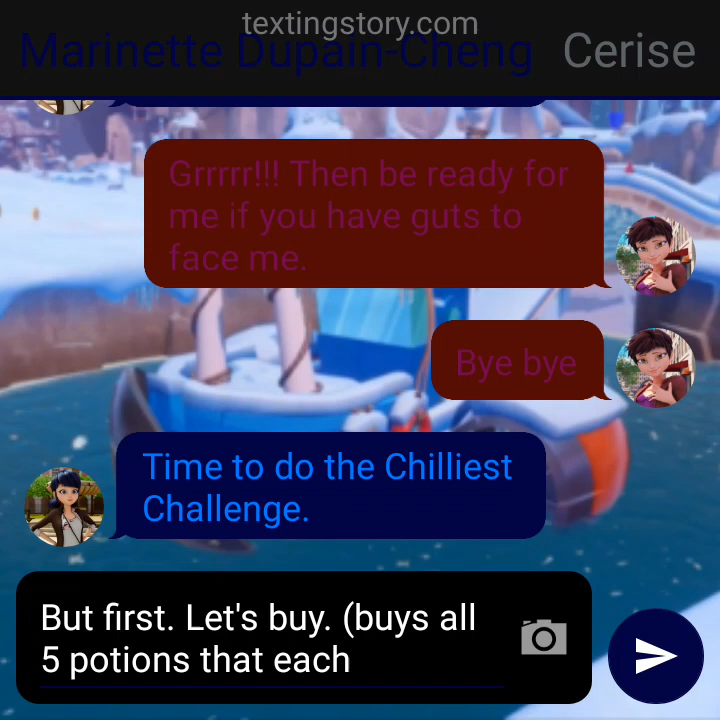 textingstory.com
Marinette Dupain-Cheng Cerise
Grrrrr!!! Then be ready for
me if you have guts to
face me.
Bye bye
Time to do the Chilliest
Challenge.
But first. Let's buy. (buys all
5 potions that each